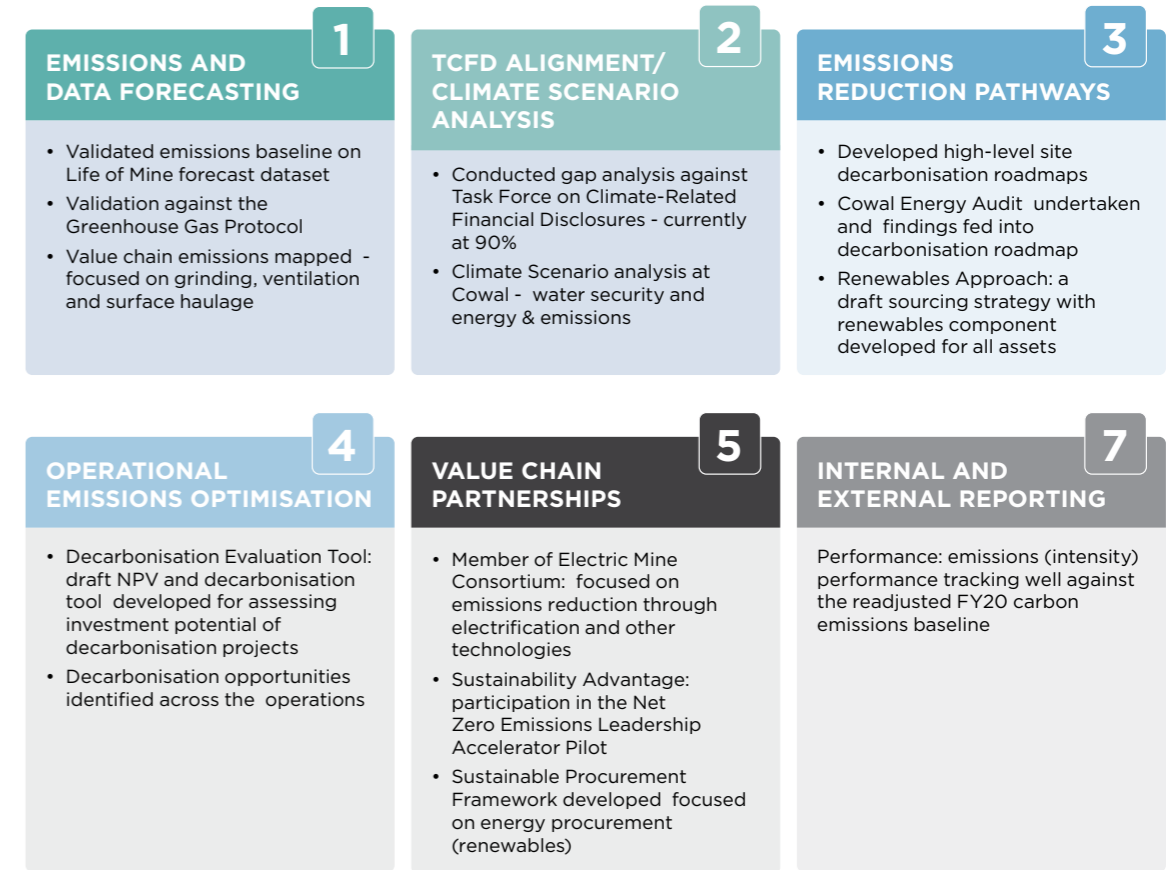 1
EMISSIONS AND
DATA FORECASTING
• Validated emissions baseline on
Life of Mine forecast dataset
• Validation against the
Greenhouse Gas Protocol
• Value chain emissions mapped -
focused on grinding, ventilation
and surface haulage
2
TCFD ALIGNMENT/
CLIMATE SCENARIO
ANALYSIS
• Conducted gap analysis against
Task Force on Climate-Related
Financial Disclosures - currently
at 90%
• Climate Scenario analysis at
Cowal - water security and
energy & emissions
3
EMISSIONS
REDUCTION PATHWAYS
• Developed high-level site
decarbonisation roadmaps
• Cowal Energy Audit undertaken
and findings fed into
decarbonisation roadmap
• Renewables Approach: a
draft sourcing strategy with
renewables component
developed for all assets
4
OPERATIONAL
EMISSIONS OPTIMISATION
• Decarbonisation Evaluation Tool:
draft NPV and decarbonisation
tool developed for assessing
investment potential of
decarbonisation projects
• Decarbonisation opportunities
identified across the operations
5
VALUE CHAIN
PARTNERSHIPS
• Member of Electric Mine
Consortium: focused on
emissions reduction through
electrification and other
technologies
• Sustainability Advantage:
participation in the Net
Zero Emissions Leadership
Accelerator Pilot
• Sustainable Procurement
Framework developed focused
on energy procurement
(renewables)
7
INTERNAL AND
EXTERNAL REPORTING
Performance: emissions (intensity)
performance tracking well against
the readjusted FY20 carbon
emissions baseline